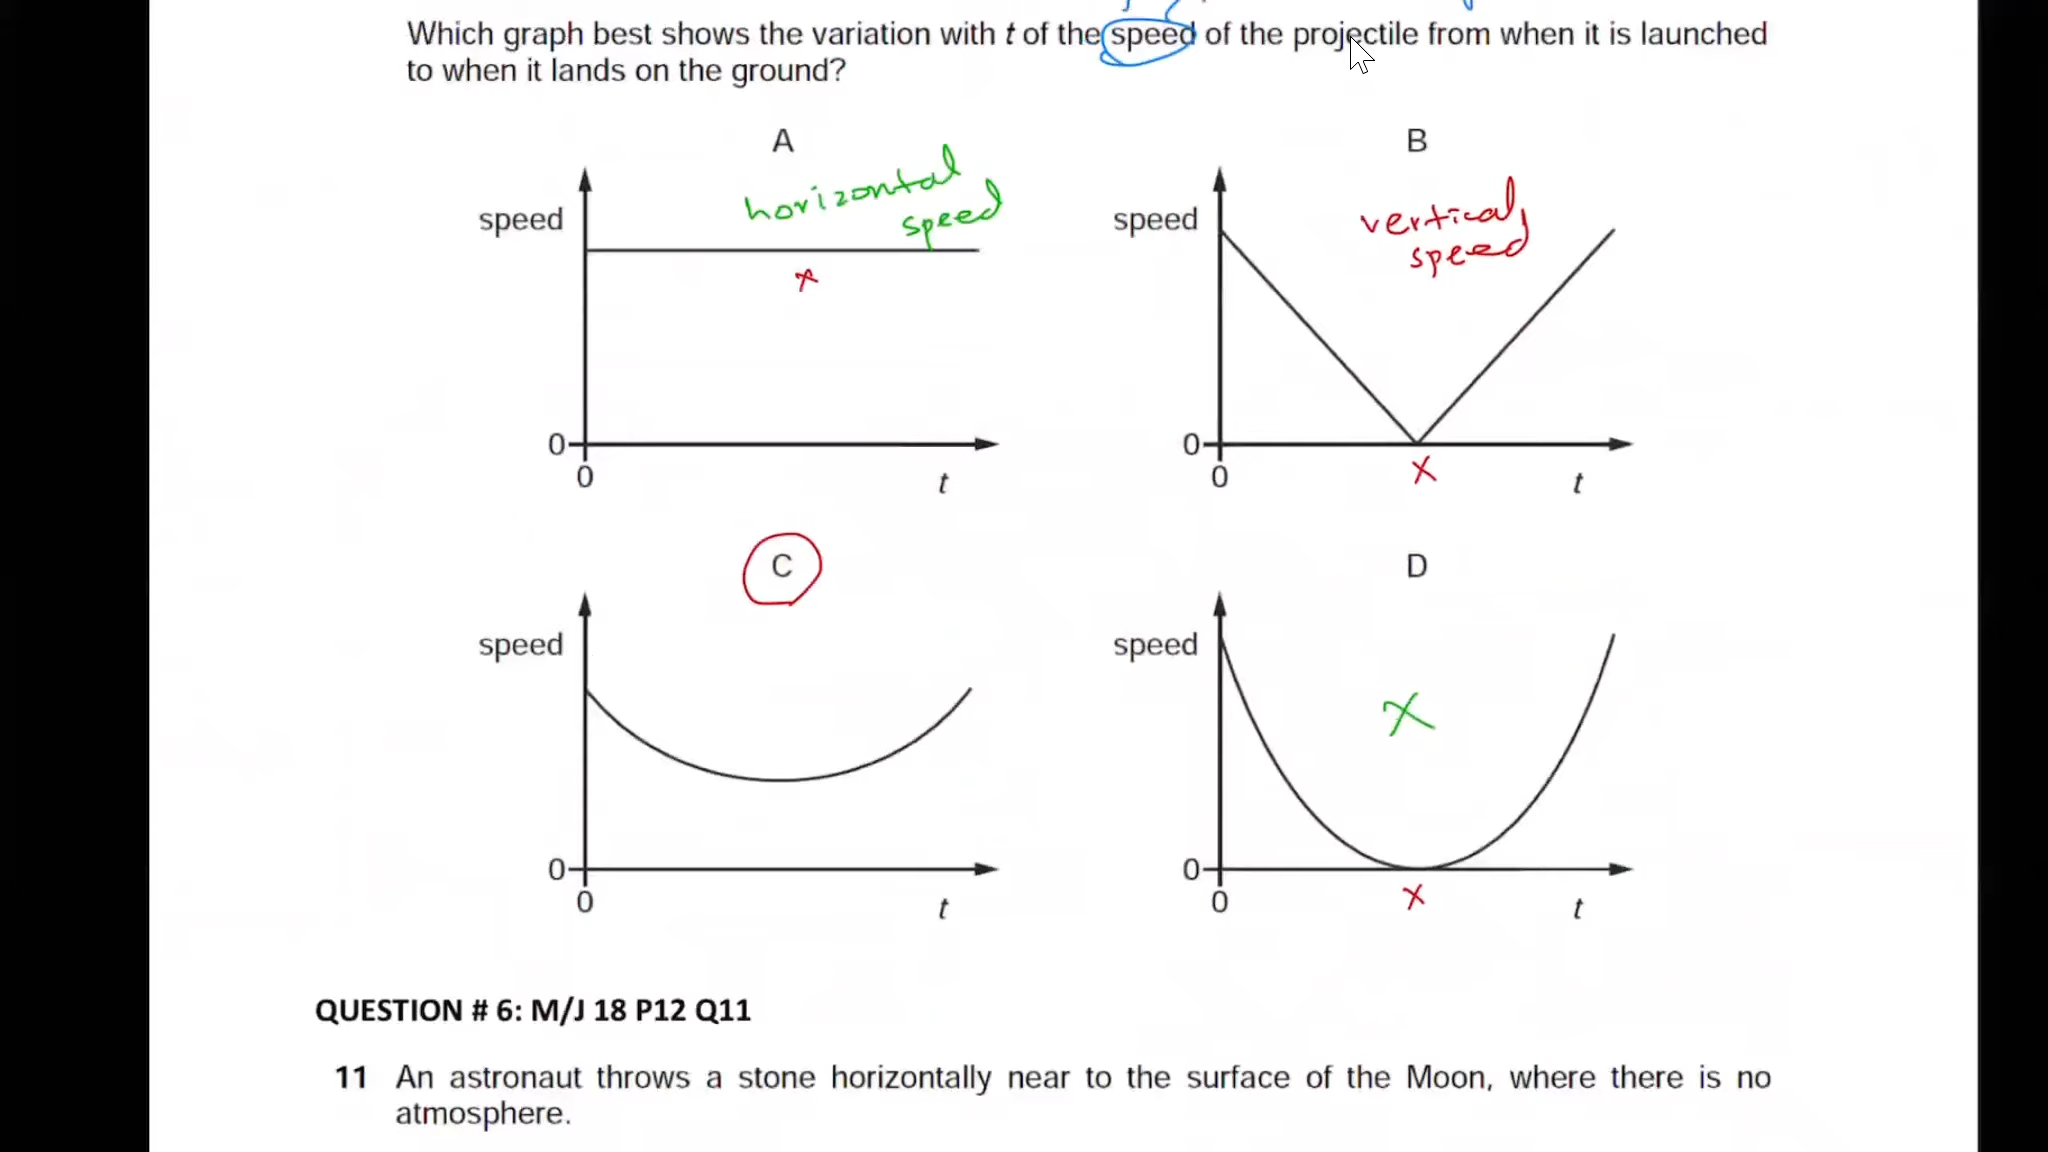 Which graph best shows the variation with t of the speed of the projectile from when it is launched
to when it lands on the ground?
A
speed
horizontal
speed
x
0
0
t
B
speed
vertical
speed
0
0
x
t
C
speed
0
0
t
D
speed
x
0
0
x
t
QUESTION # 6: M/J 18 P12 Q11
11 An astronaut throws a stone horizontally near to the surface of the Moon, where there is no
atmosphere.